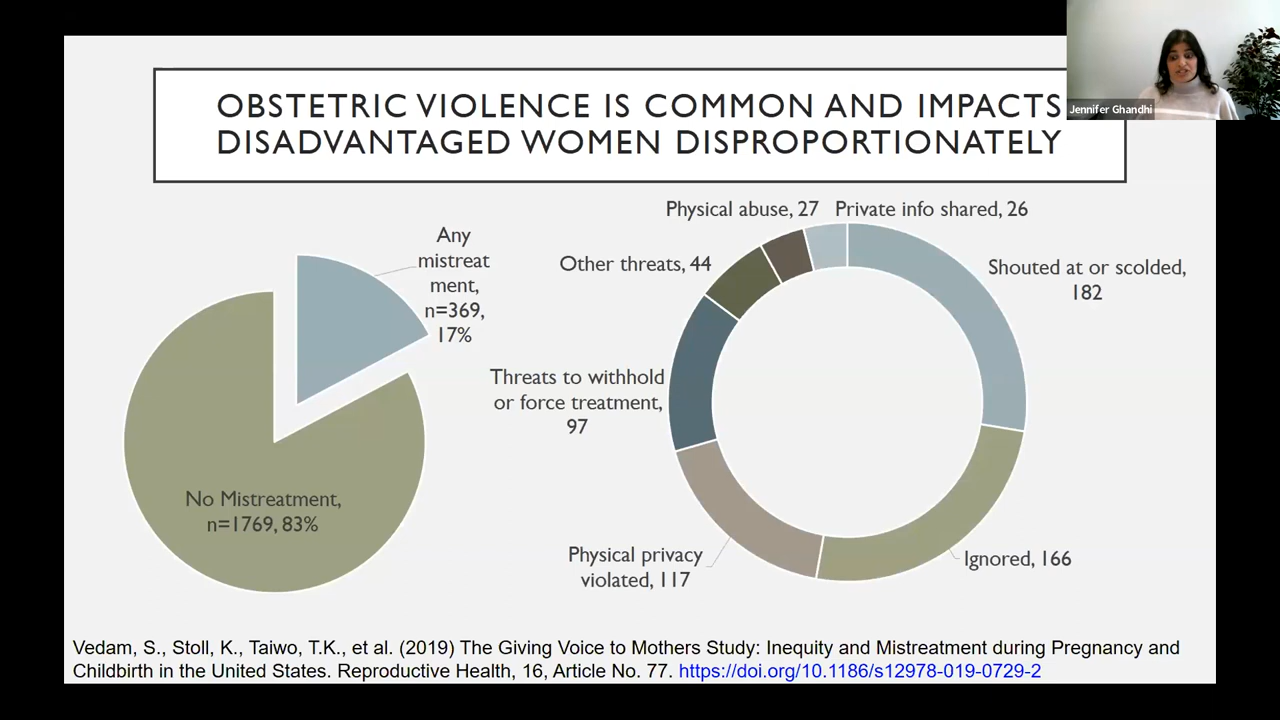 OBSTETRIC VIOLENCE IS COMMON AND IMPACTS
DISADVANTAGED WOMEN DISPROPORTIONATELY
Jennifer Ghandhi
Any
mistreat
ment,
n=369,
17%
No Mistreatment,
n=1769, 83%
Physical abuse, 27
Private info shared, 26
Other threats, 44
Shouted at or scolded,
182
Threats to withhold
or force treatment,
97
Physical privacy
violated, 117
Ignored, 166
Vedam, S., Stoll, K., Taiwo, T.K., et al. (2019) The Giving Voice to Mothers Study: Inequity and Mistreatment during Pregnancy and
Childbirth in the United States. Reproductive Health, 16, Article No. 77. https://doi.org/10.1186/s12978-019-0729-2